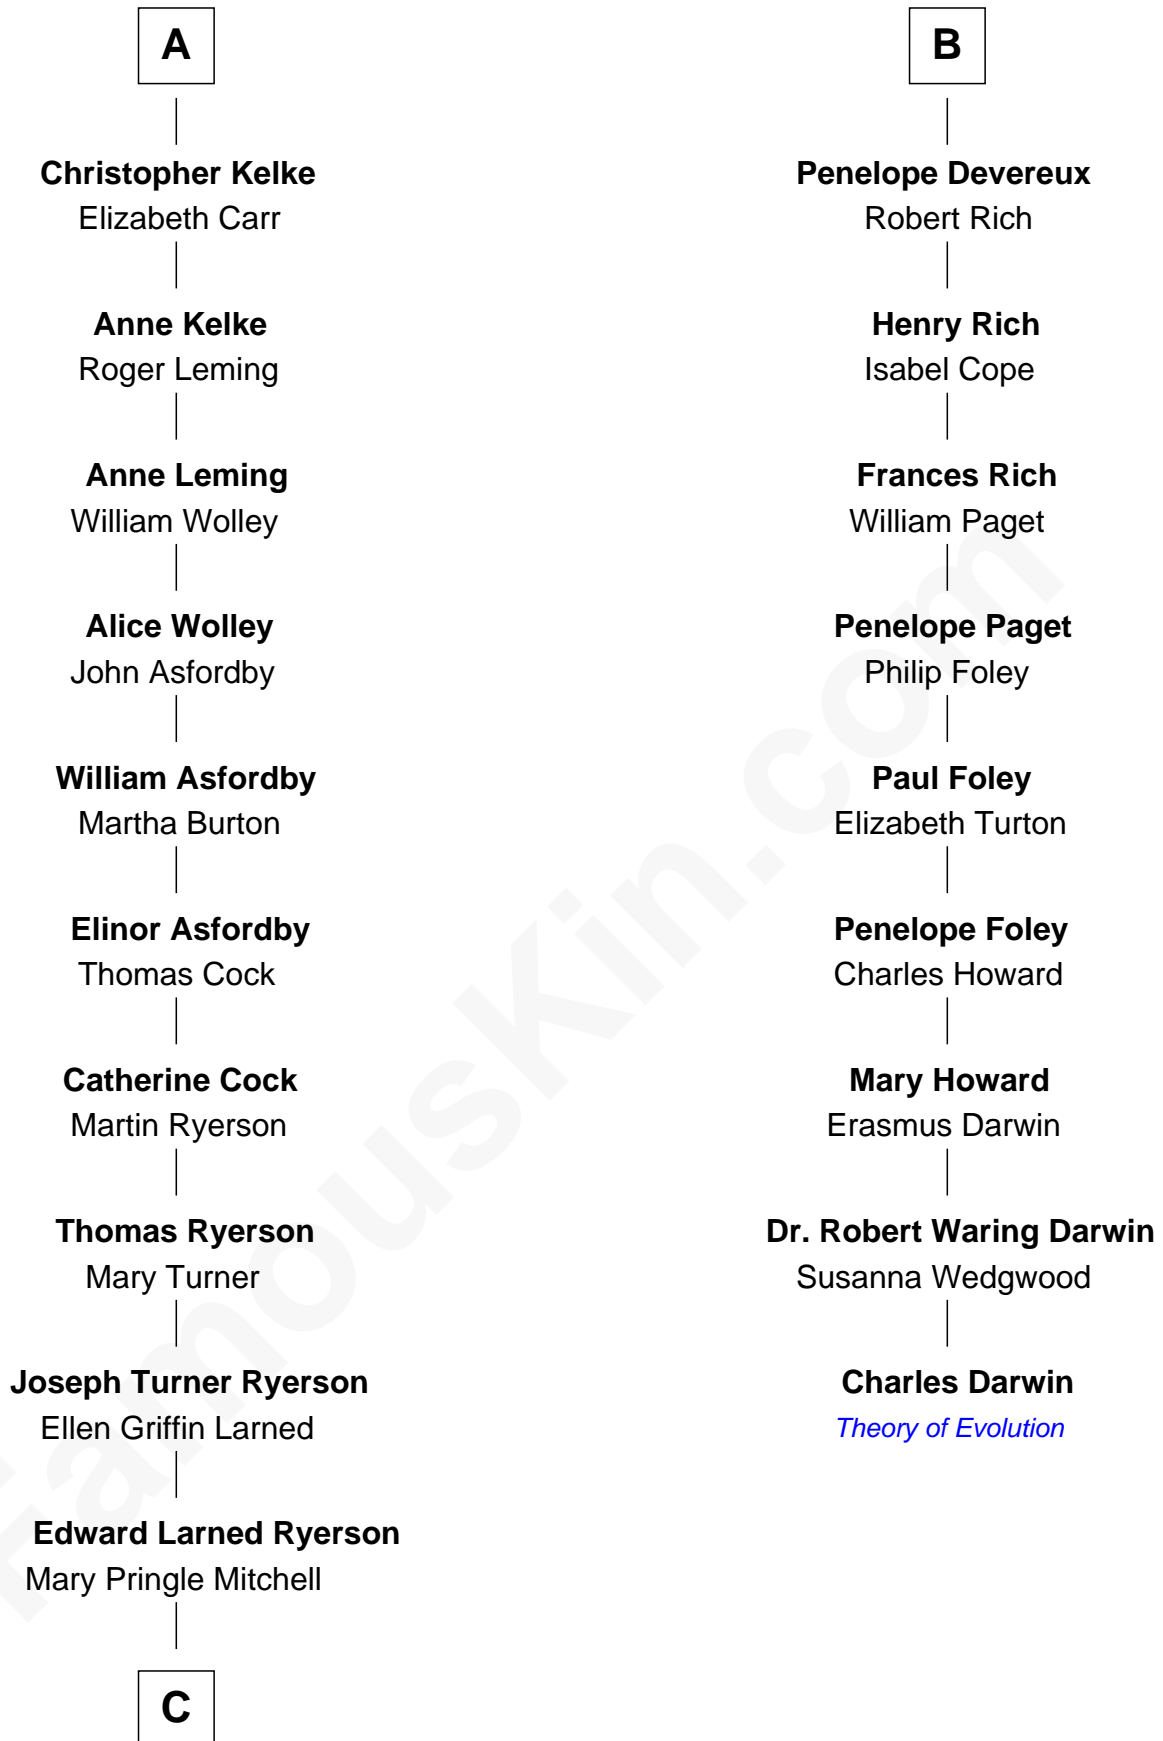 A
Christopher Kelke
Elizabeth Carr
Anne Kelke
Roger Leming
Anne Leming
William Wolley
Alice Wolley
John Asfordby
William Asfordby
Martha Burton
Elinor Asfordby
Thomas Cock
Catherine Cock
Martin Ryerson
Thomas Ryerson
Mary Turner
Joseph Turner Ryerson
Ellen Griffin Larned
Edward Larned Ryerson
Mary Pringle Mitchell
C
B
Penelope Devereux
Robert Rich
Henry Rich
Isabel Cope
Frances Rich
William Paget
Penelope Paget
Philip Foley
Paul Foley
Elizabeth Turton
Penelope Foley
Charles Howard
Mary Howard
Erasmus Darwin
Dr. Robert Waring Darwin
Susanna Wedgwood
Charles Darwin
Theory of Evolution
FamousKin.com